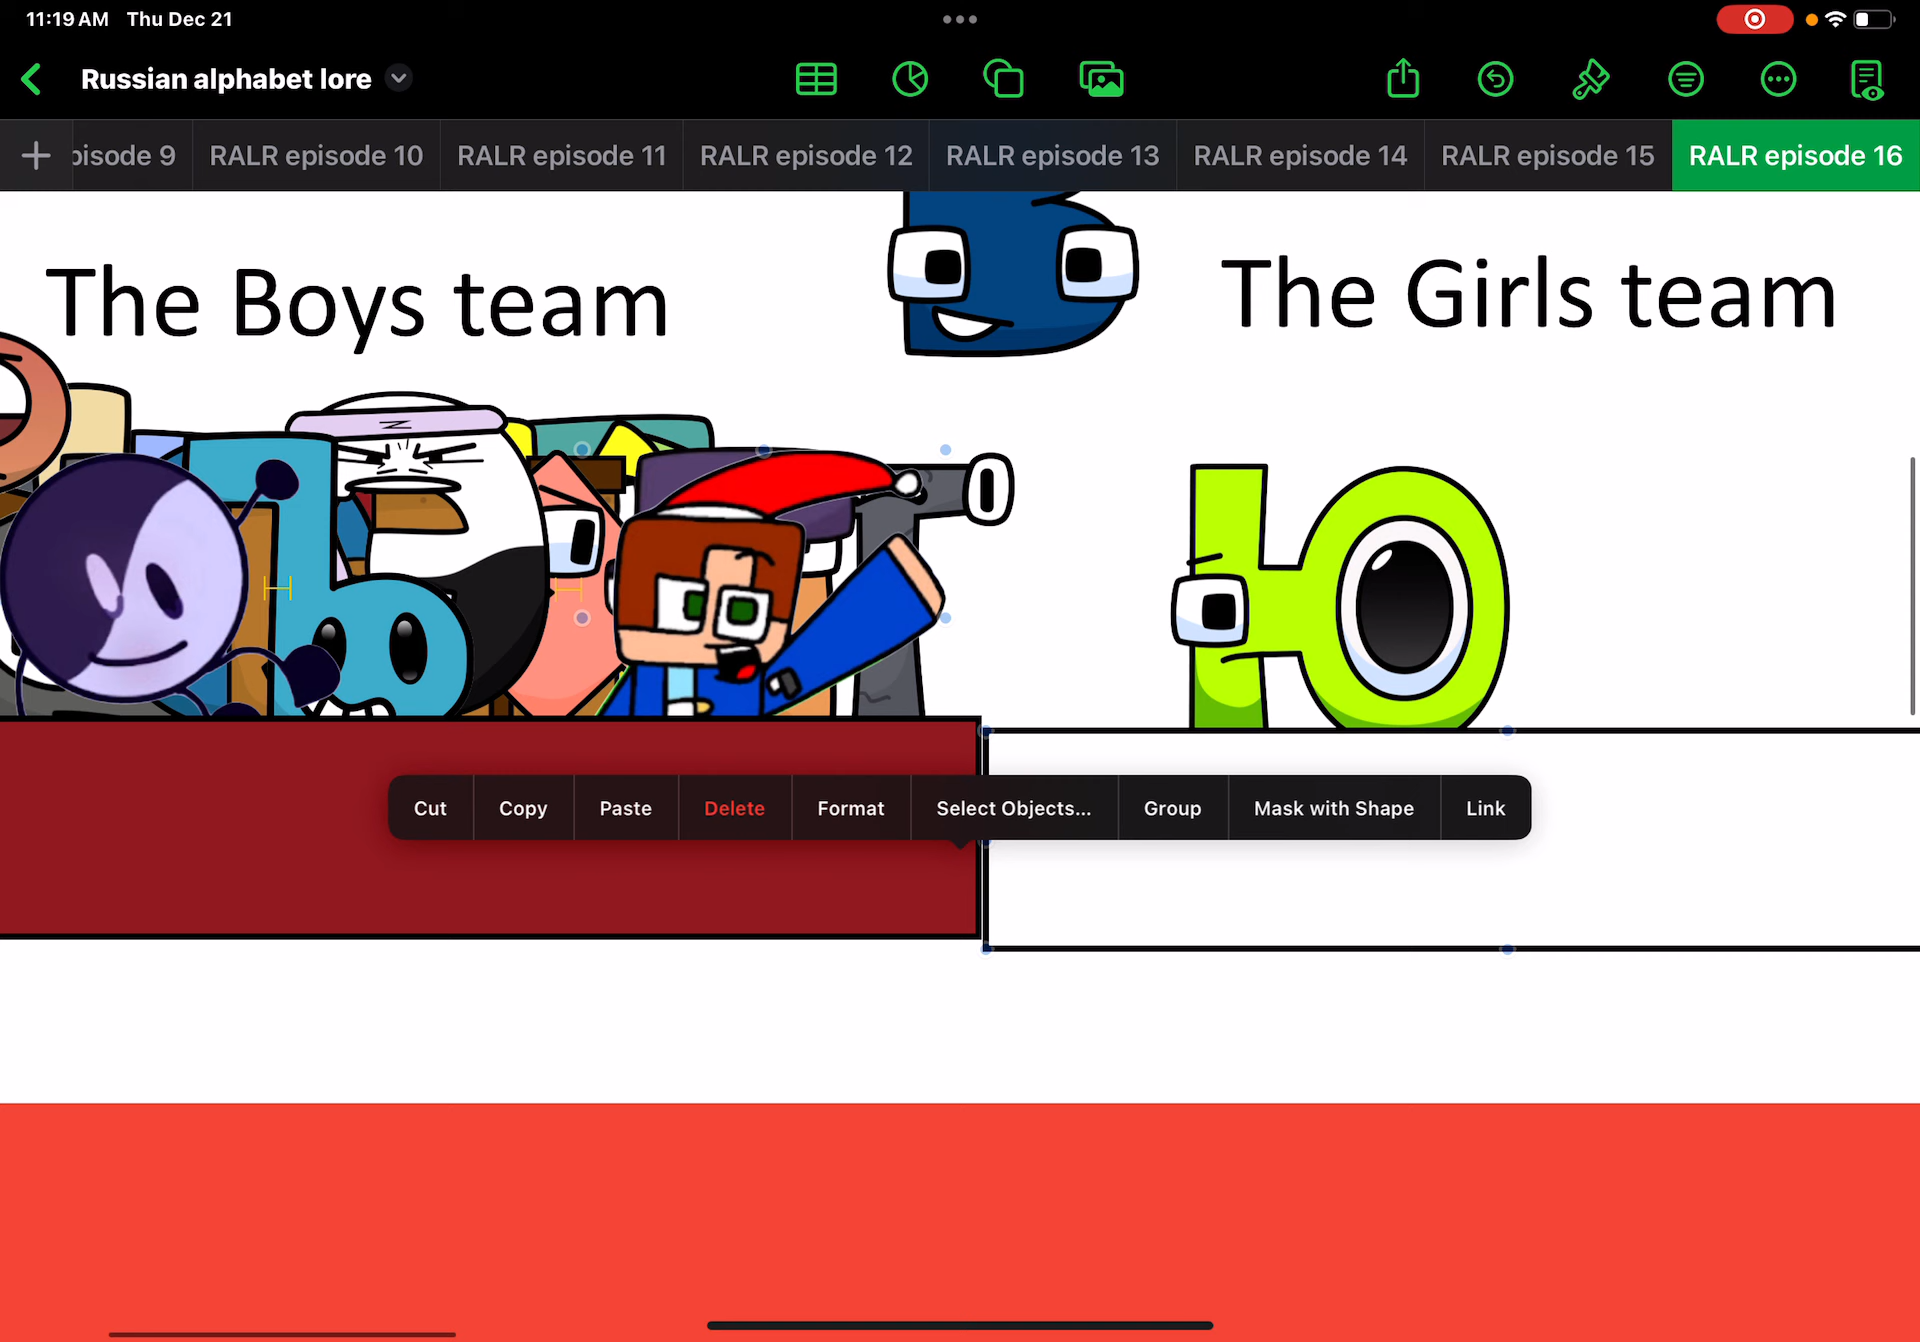 11:19 AM Thu Dec 21
Russian alphabet lore
pisode 9
RALR episode 10
RALR episode 11
RALR episode 12
RALR episode 13
RALR episode 14
RALR episode 15
RALR episode 16
The Boys team
The Girls team
Cut
Copy
Paste
Delete
Format
Select Objects...
Group
Mask with Shape
Link